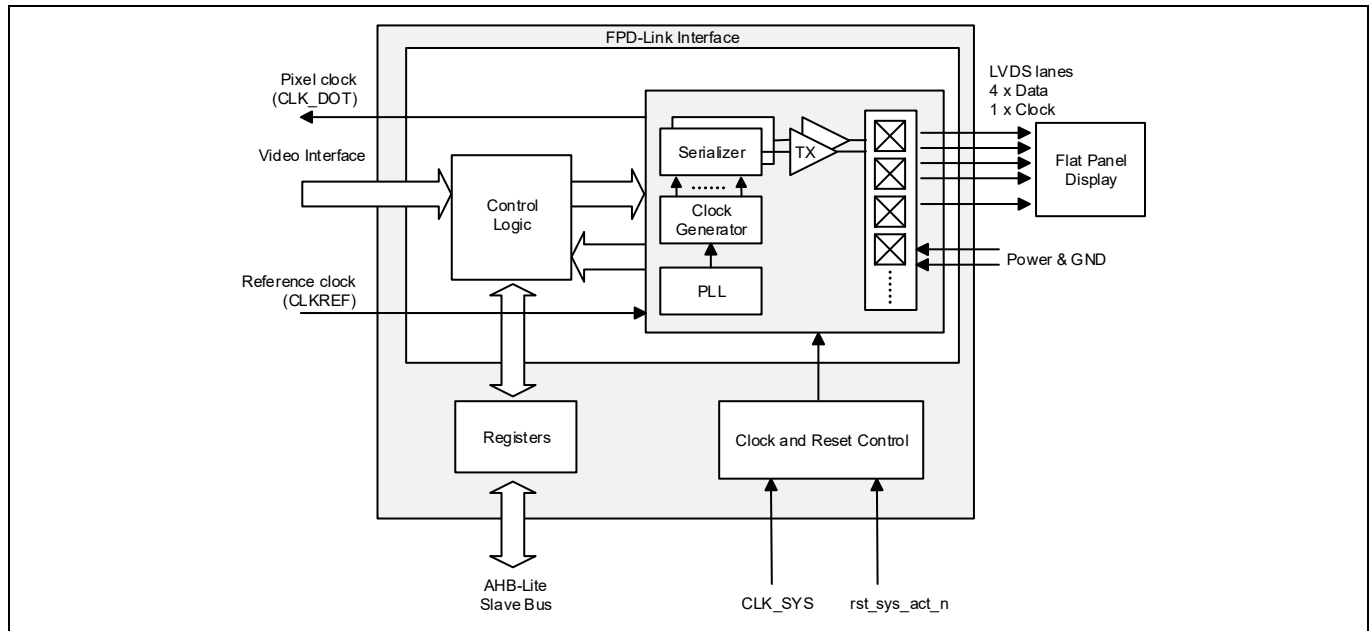 FPD-Link Interface
Pixel clock
(CLK_DOT)
LVDS lanes
4 x Data
1 x Clock
Video Interface
Control
Logic
Serializer
TX
.......
Clock
Generator
PLL
Flat Panel
Display
Power & GND
Reference clock
(CLKREF)
Registers
Clock and Reset Control
AHB-Lite
Slave Bus
CLK_SYS
rst_sys_act_n